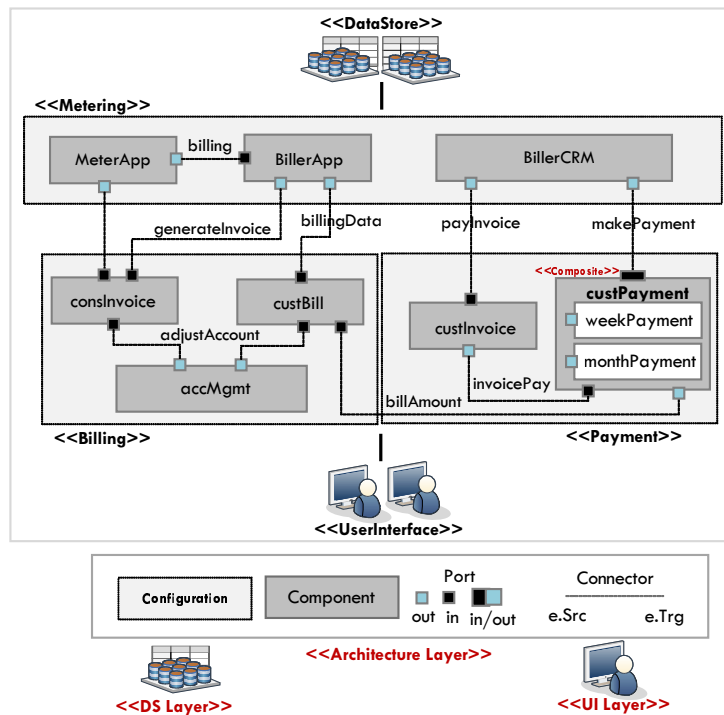 <<DataStore>>
<<Metering>>
MeterApp
billing
BillerApp
BillerCRM
generateInvoice
billingData
payInvoice
makePayment
<<Composite>>
consInvoice
custBill
custInvoice
custPayment
weekPayment
monthPayment
adjustAccount
accMgmt
invoicePay
billAmount
<<Billing>>
<<Payment>>
<<UserInterface>>
Configuration
Component
Port
out in in/out
Connector
e.Src e.Trg
<<Architecture Layer>>
<<DS Layer>>
<<UI Layer>>